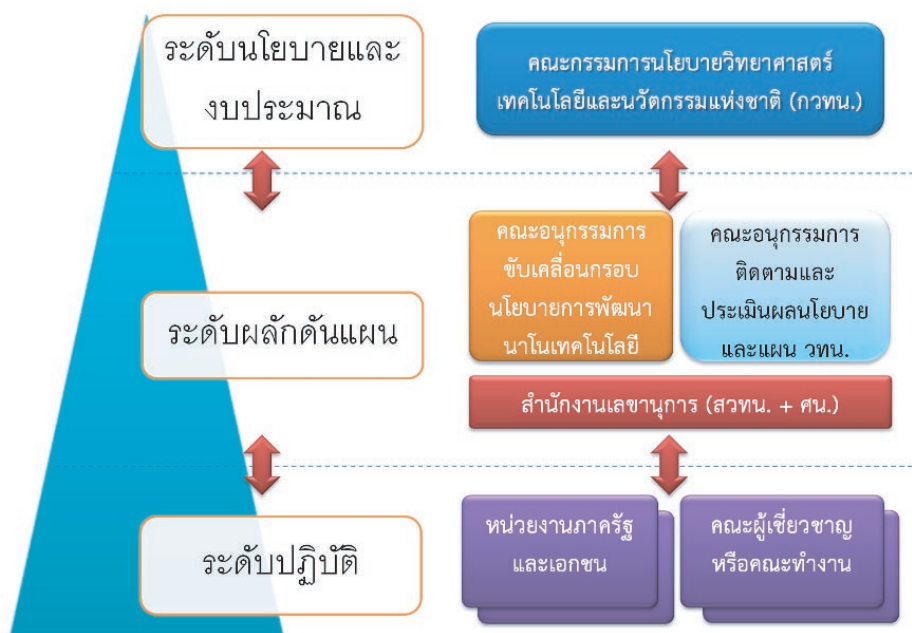 ระดับนโยบายและ
งบประมาณ
คณะกรรมการนโยบายวิทยาศาสตร์
เทคโนโลยีและนวัตกรรมแห่งชาติ (กวทน.)
ระดับผลักดันแผน
คณะอนุกรรมการ
ขับเคลื่อนกรอบ
นโยบายการพัฒนา
นาโนเทคโนโลยี
คณะอนุกรรมการ
ติดตามและ
ประเมินผลนโยบาย
และแผน วทน.
สำนักงานเลขานุการ (สวทน. + ศน.)
ระดับปฏิบัติ
หน่วยงานภาครัฐ
และเอกชน
คณะผู้เชี่ยวชาญ
หรือคณะทำงาน